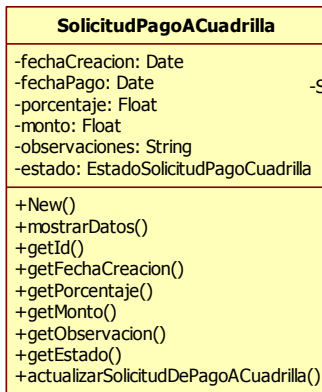 SolicitudPagoACuadrilla
-fechaCreacion: Date
-fechaPago: Date
-S
-porcentaje: Float
-monto: Float
-observaciones: String
-estado: EstadoSolicitudPagoCuadrilla
+New()
+mostrarDatos()
+getId()
+getFechaCreacion()
+getPorcentaje()
+getMonto()
+getObservacion()
+getEstado()
+actualizarSolicitudDePagoACuadrilla()